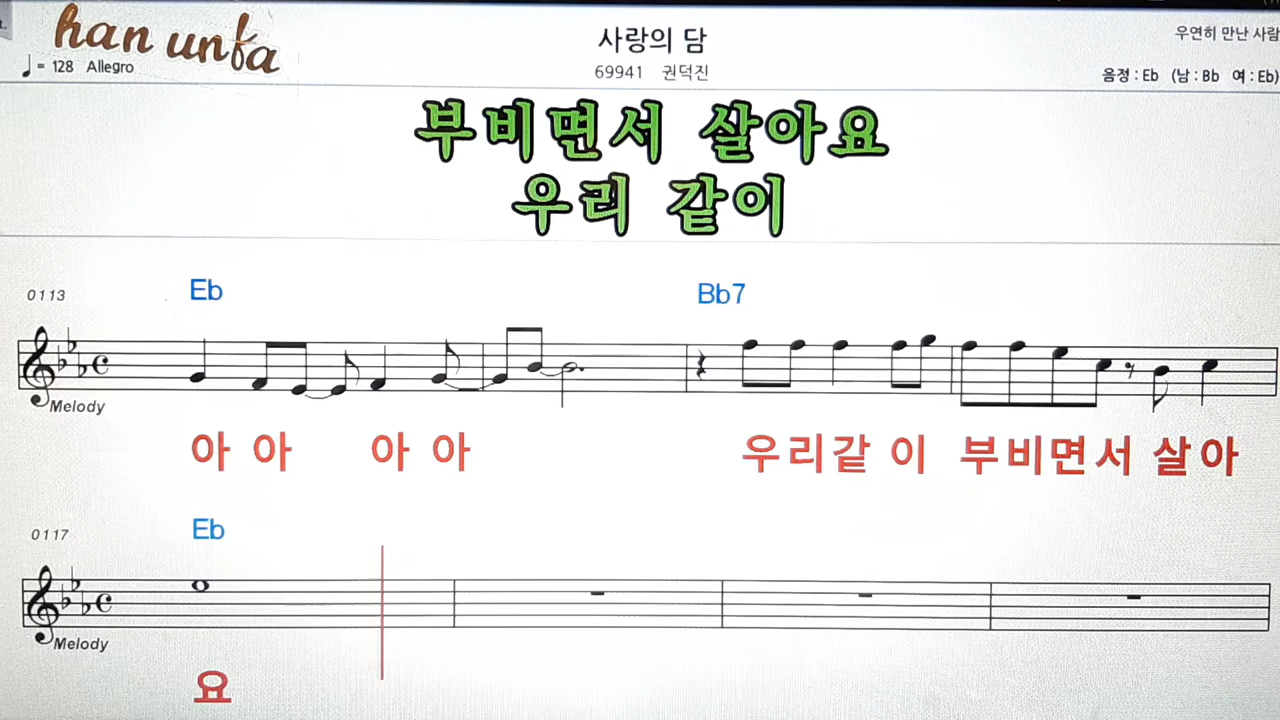 han unfa
♩ = 128 Allegro
사랑의 담
69941 권덕진
우연히 만난 사람
음정 : Eb (남 : Bb 여 : Eb)
부비면서 살아요
우리 같이
0113
Eb Bb7
Melody
아 아 아 아 우리같 이 부비면서 살아
0117
Eb
Melody
요